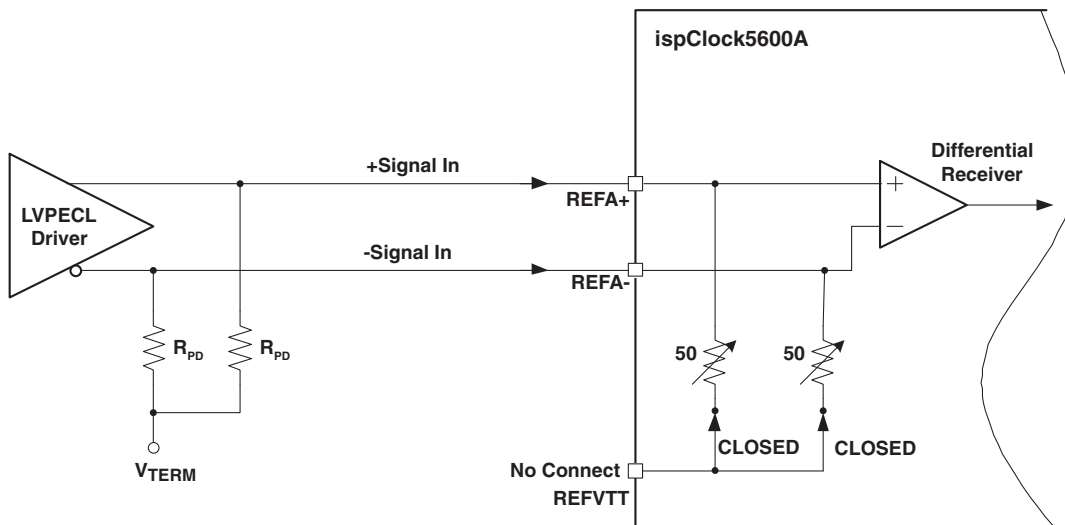 ispClock5600A
+Signal In
Differential
Receiver
+
REFA+
LVPECL
Driver
-Signal In
–
REFA-
R_PD
R_PD
50
50
CLOSED
CLOSED
V_TERM
No Connect
REFVTT